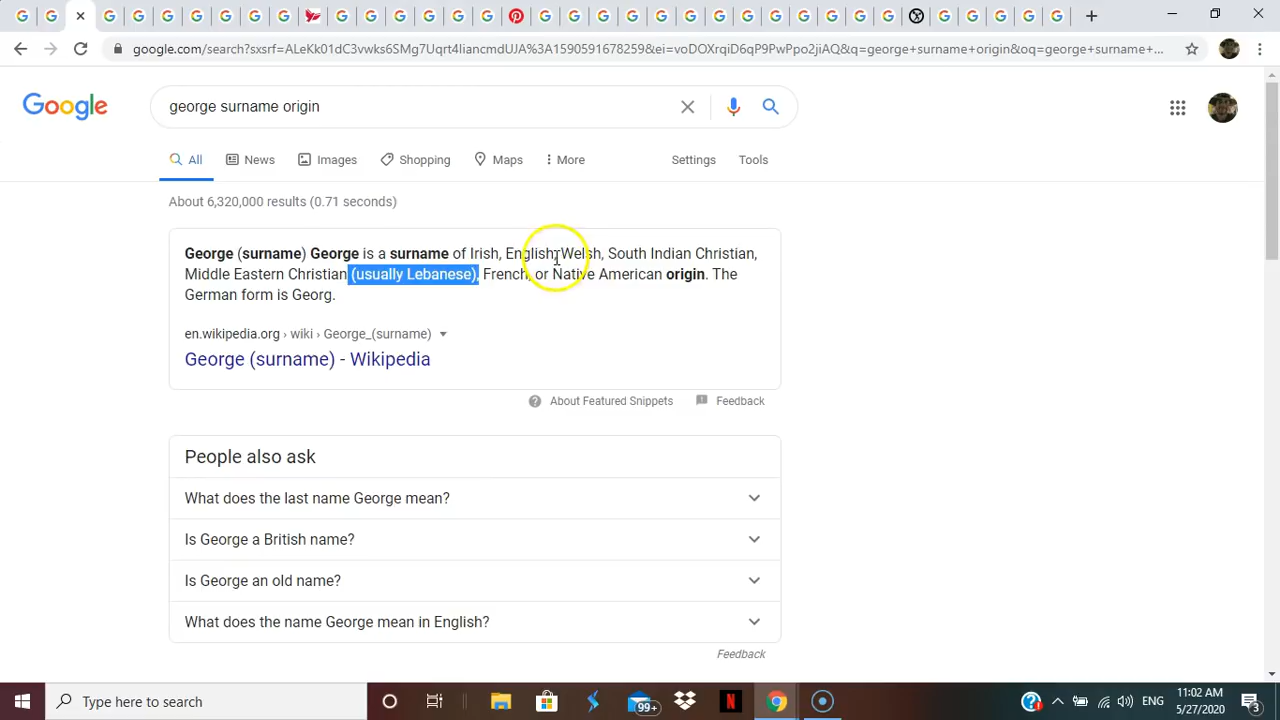 google.com/search?sxsrf=ALeKk01dC3vwks6SMg7Uqrt4liancmdUJA%3A1590591678259&ei=voDOXrqiD6qP9PwPpo2jiAQ&q=george+surname+origin&oq=george+surname+...
Google
george surname origin
All News Images Shopping Maps More Settings Tools
About 6,320,000 results (0.71 seconds)
George (surname) George is a surname of Irish, English, Welsh, South Indian Christian,
Middle Eastern Christian (usually Lebanese), French, or Native American origin. The
German form is Georg.
en.wikipedia.org › wiki › George_(surname)
George (surname) - Wikipedia
About Featured Snippets Feedback
People also ask
What does the last name George mean?
Is George a British name?
Is George an old name?
What does the name George mean in English?
Feedback
Type here to search
99+
N
ENG
11:02 AM
5/27/2020
3